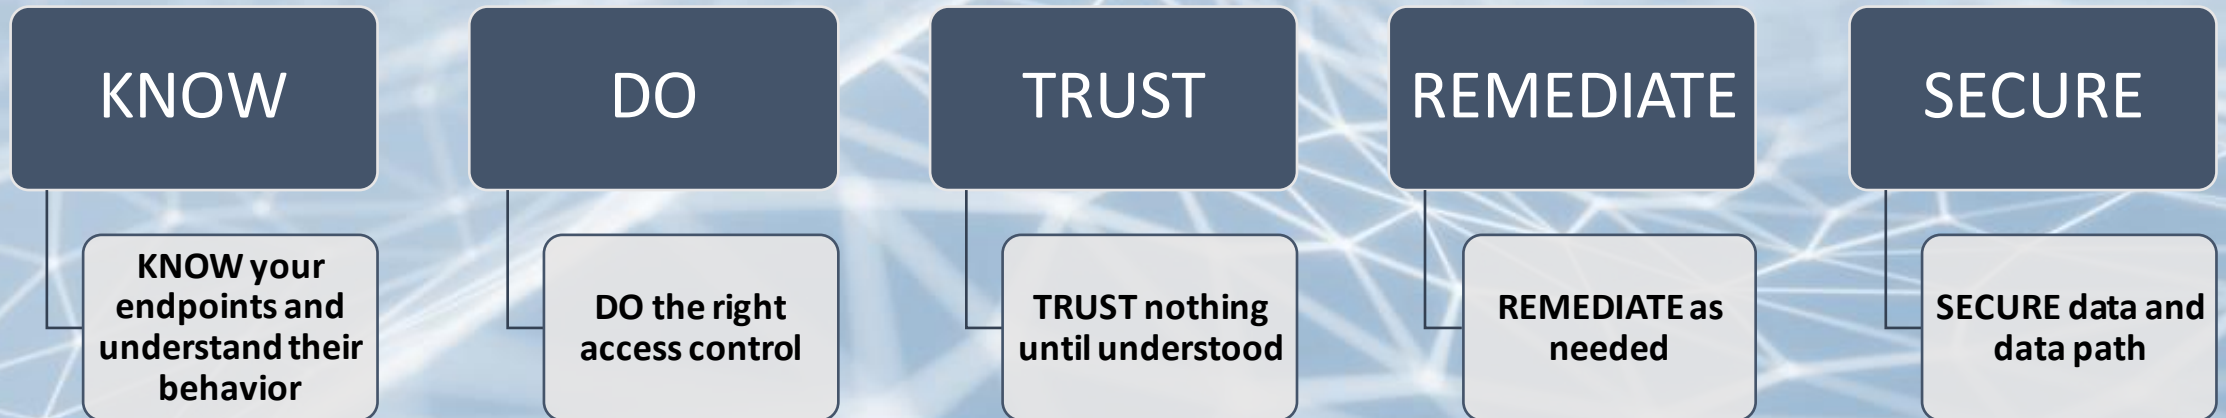 KNOW
KNOW your
endpoints and
understand their
behavior
DO
DO the right
access control
TRUST
TRUST nothing
until understood
REMEDIATE
REMEDIATE as
needed
SECURE
SECURE data and
data path